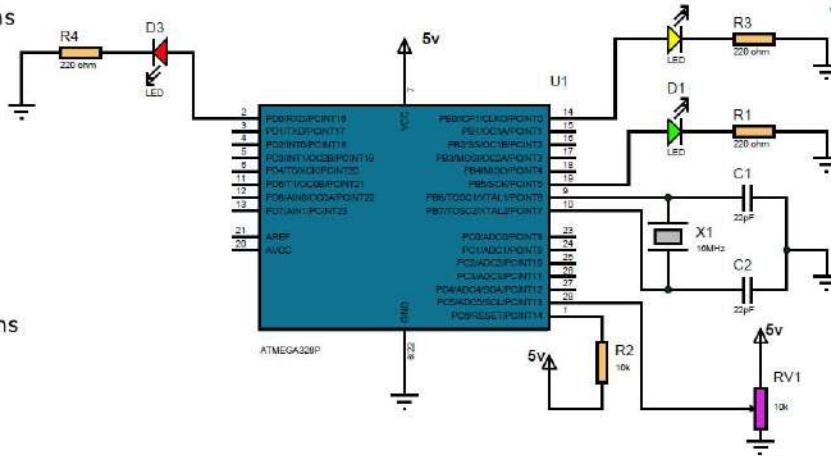 ns
R4
220 ohm
D3
LED
5v
U1
LED
R3
220 ohm
D1
LED
R1
220 ohm
C1
22pF
X1
16MHz
C2
22pF
2 PD0/RXD/PCINT16
3 PD1/TXD/PCINT17
4 PD2/INT0/PCINT18
5 PD3/INT1/OC2B/PCINT19
6 PD4/T0/XCK/PCINT20
11 PD5/T1/OC0B/PCINT21
12 PD6/AIN0/OC0A/PCINT22
13 PD7/AIN1/PCINT23
21 AREF
20 AVCC
7
VCC
PB0/ICP1/CLKO/PCINT0 14
PB1/OC1A/PCINT1 15
PB2/SS/OC1B/PCINT2 16
PB3/MOSI/OC2A/PCINT3 17
PB4/MISO/PCINT4 18
PB5/SCK/PCINT5 19
PB6/TOSC1/XTAL1/PCINT6 9
PB7/TOSC2/XTAL2/PCINT7 10
PC0/ADC0/PCINT8 23
PC1/ADC1/PCINT9 24
PC2/ADC2/PCINT10 25
PC3/ADC3/PCINT11 26
PC4/ADC4/SDA/PCINT12 27
PC5/ADC5/SCL/PCINT13 28
PC6/RESET/PCINT14 1
GND
8/22
ns
ATMEGA328P
5v
R2
10k
5v
RV1
10k